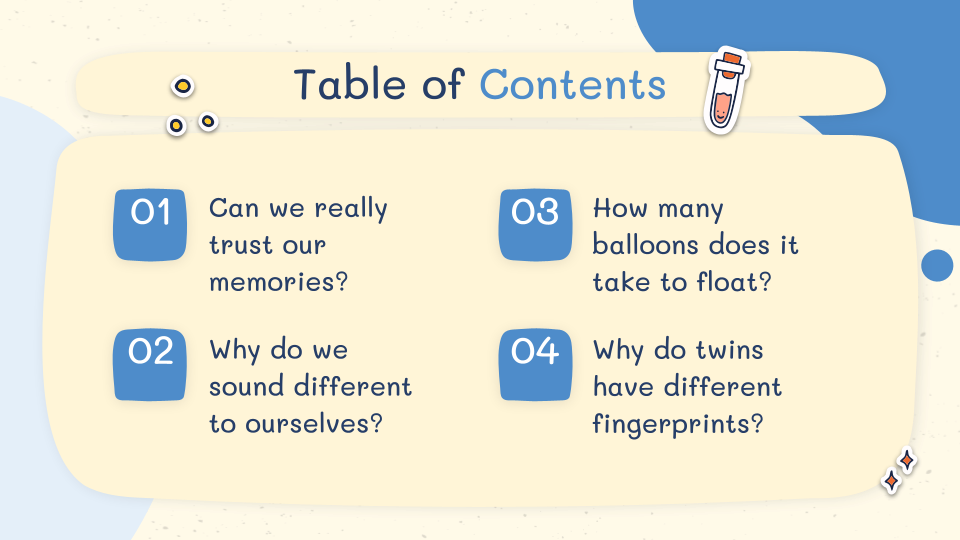 Table of Contents
01
Can we really
trust our
memories?
02
Why do we
sound different
to ourselves?
03
How many
balloons does it
take to float?
04
Why do twins
have different
fingerprints?